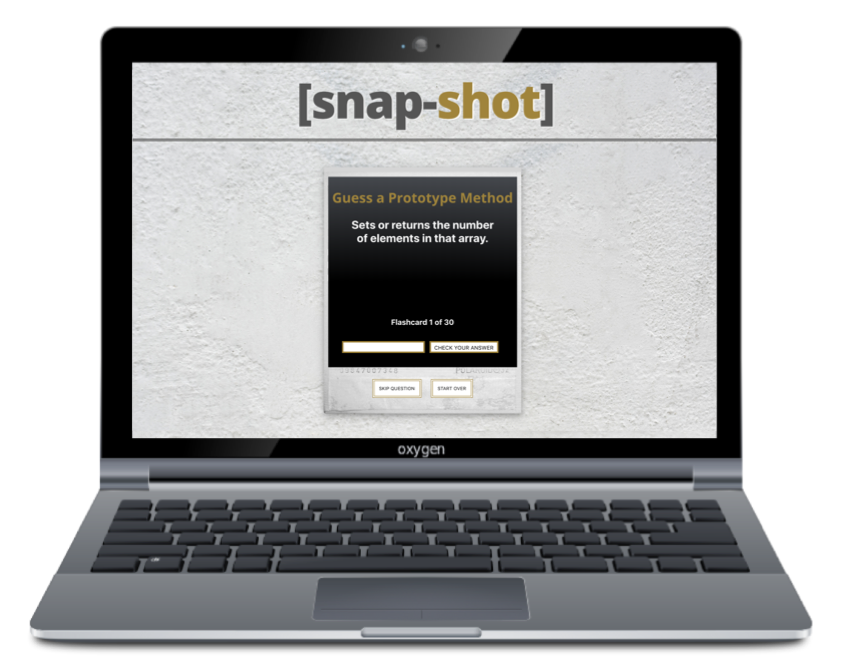 [snap-shot]
Guess a Prototype Method
Sets or returns the number
of elements in that array.
Flashcard 1 of 30
CHECK YOUR ANSWER
SKIP QUESTION
START OVER
oxygen